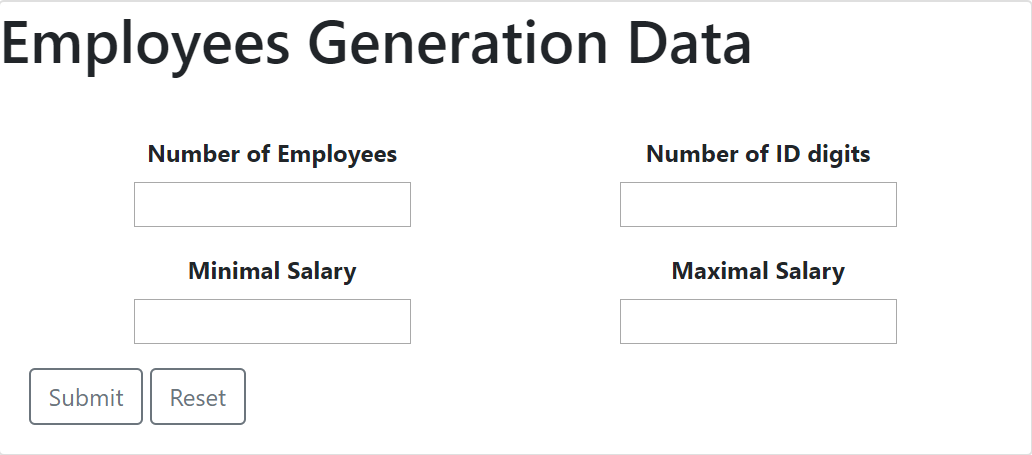 Employees Generation Data
Number of Employees
Number of ID digits
Minimal Salary
Maximal Salary
Submit
Reset